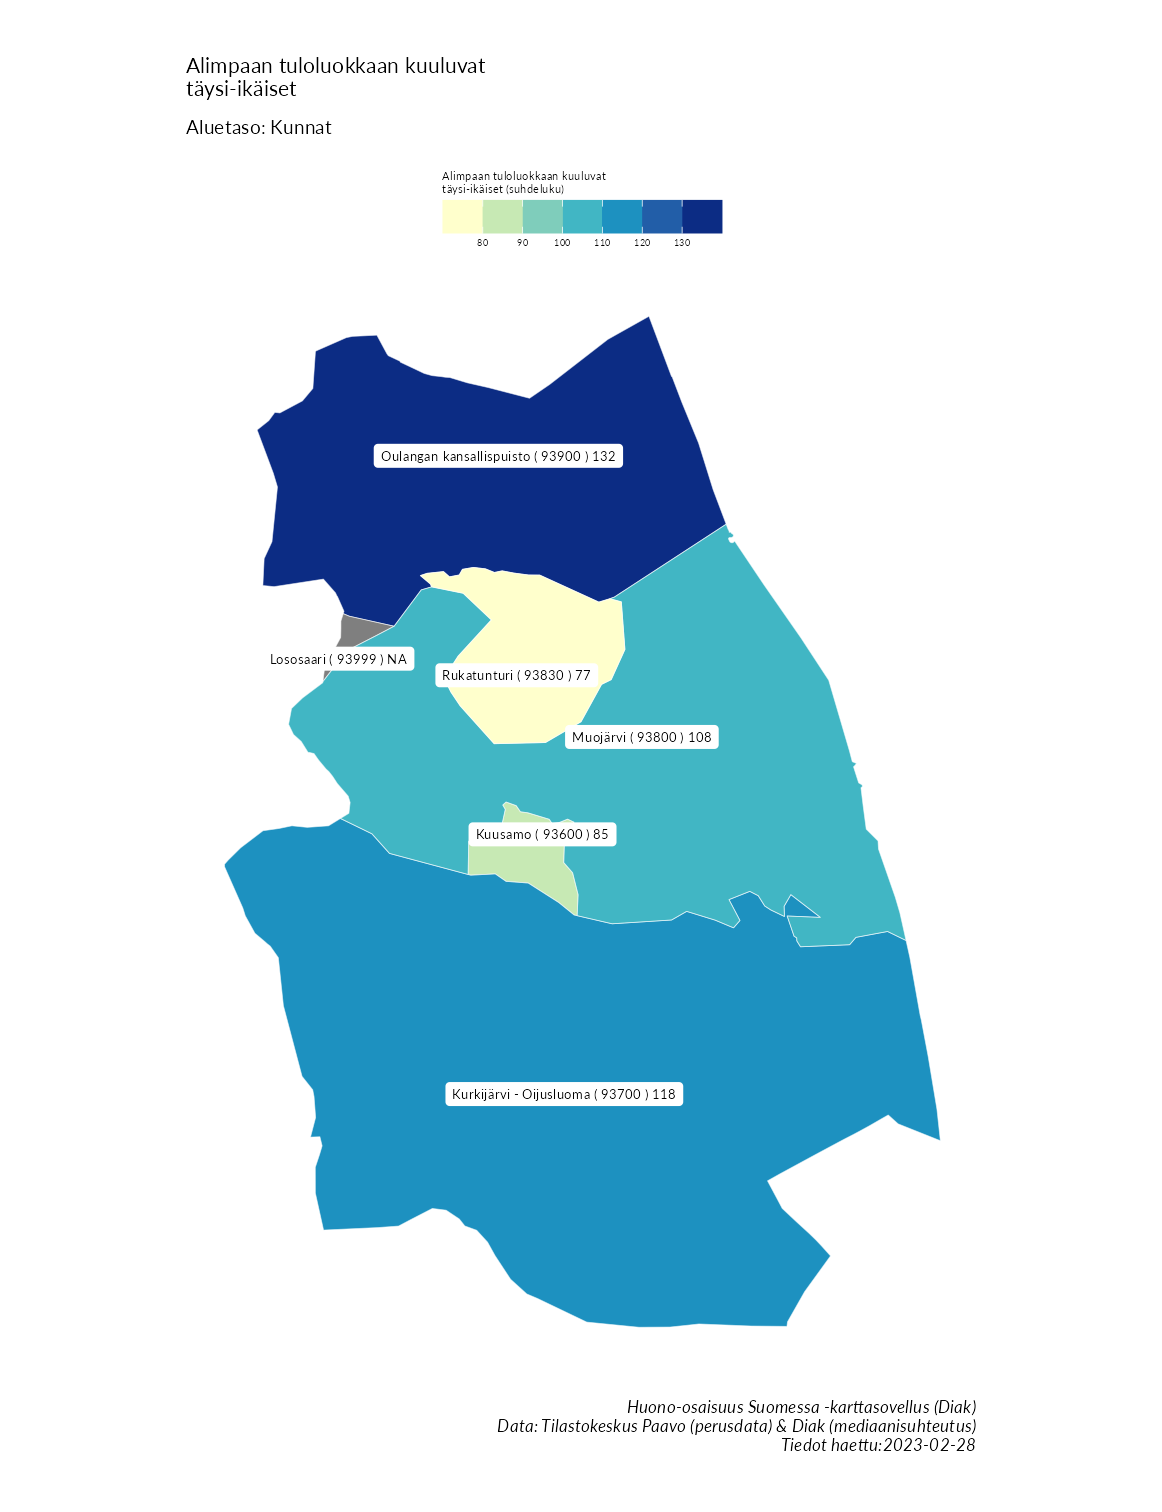 Alimpaan tuloluokkaan kuuluvat
täysi-ikäiset
Aluetaso: Kunnat
Alimpaan tuloluokkaan kuuluvat
täysi-ikäiset (suhdeluku)
80 90 100 110 120 130
Oulangan kansallispuisto ( 93900 ) 132
Lososaari ( 93999 ) NA
Rukatunturi ( 93830 ) 77
Muojärvi ( 93800 ) 108
Kuusamo ( 93600 ) 85
Kurkijärvi - Oijusluoma ( 93700 ) 118
Huono-osaisuus Suomessa -karttasovellus (Diak)
Data: Tilastokeskus Paavo (perusdata) & Diak (mediaanisuhteutus)
Tiedot haettu:2023-02-28